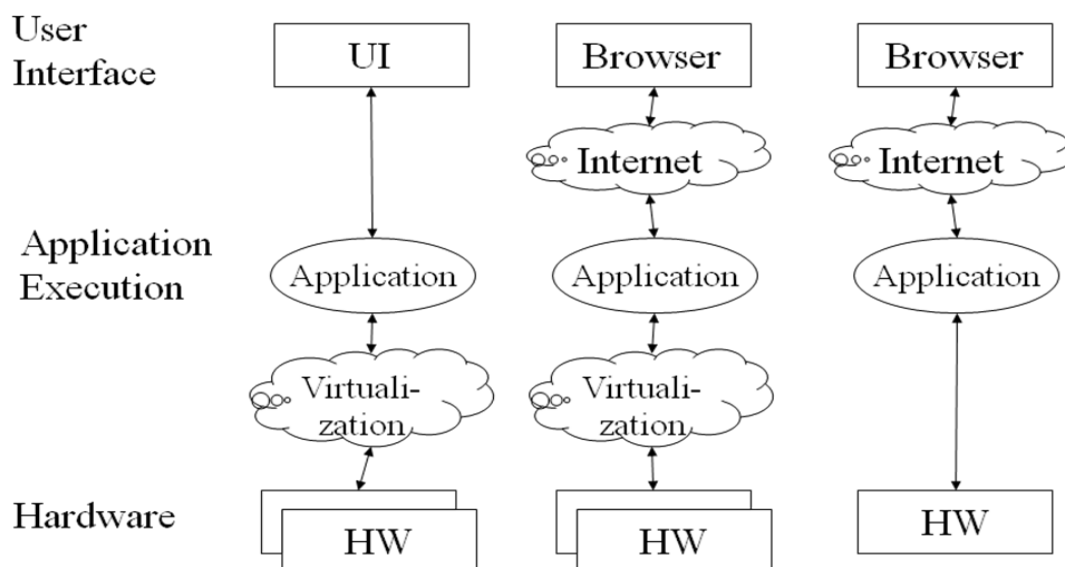 User
Interface
UI
Browser
Browser
Internet
Internet
Application
Execution
Application
Application
Application
Virtuali-
zation
Virtuali-
zation
Hardware
HW
HW
HW